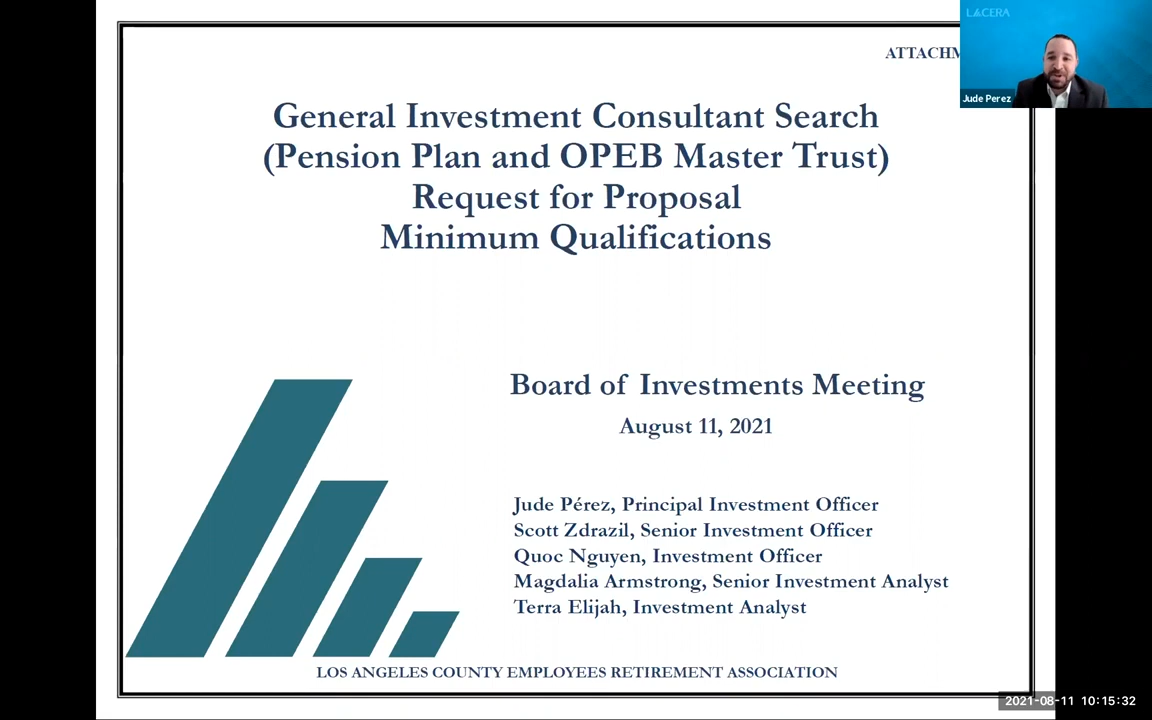 LACERA
Jude Perez
General Investment Consultant Search
(Pension Plan and OPEB Master Trust)
Request for Proposal
Minimum Qualifications
Board of Investments Meeting
August 11, 2021
Jude Pérez, Principal Investment Officer
Scott Zdrazil, Senior Investment Officer
Quoc Nguyen, Investment Officer
Magdalia Armstrong, Senior Investment Analyst
Terra Elijah, Investment Analyst
LOS ANGELES COUNTY EMPLOYEES RETIREMENT ASSOCIATION
2021-08-11 10:15:32